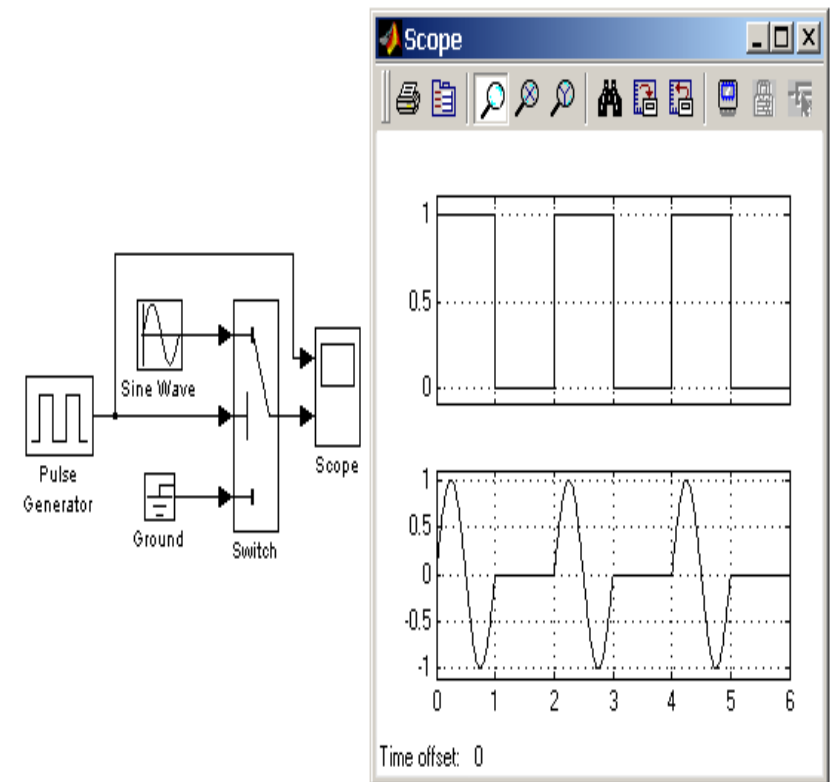 Sine Wave
Pulse
Generator
Ground
Switch
Scope
Scope
1
0.5
0
1
0.5
0
-0.5
-1
0 1 2 3 4 5 6
Time offset: 0